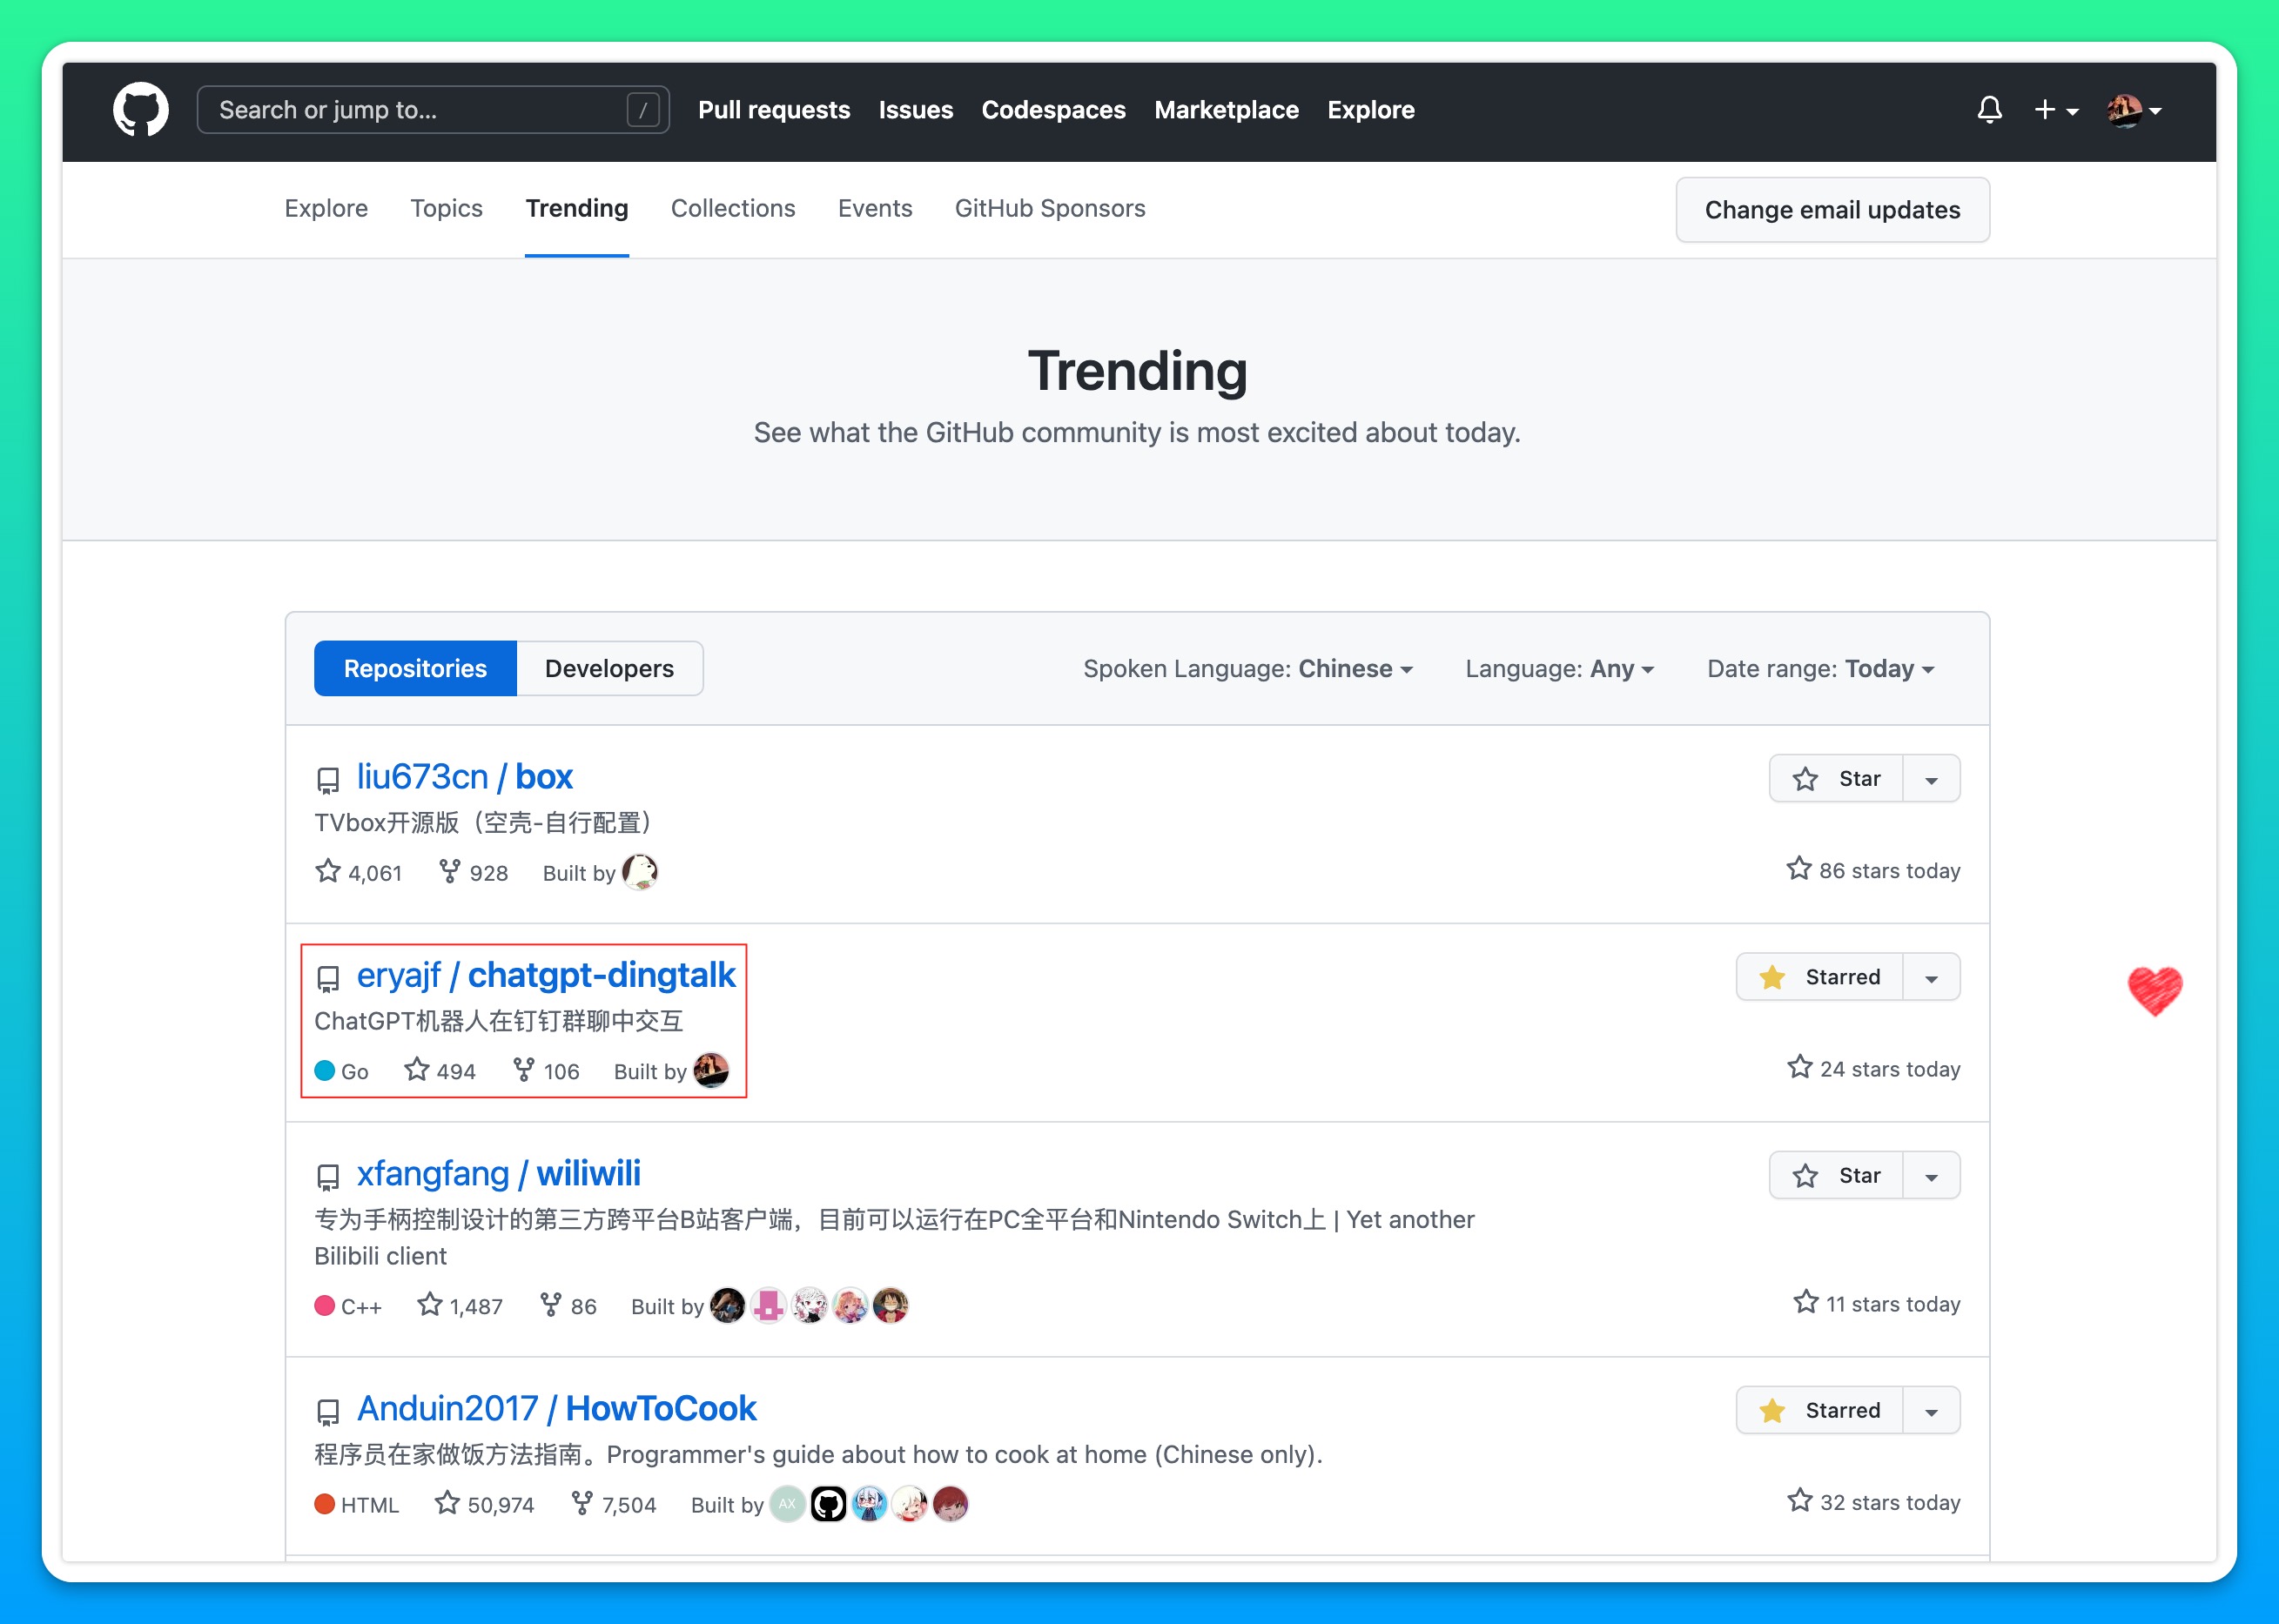 Search or jump to... /
Pull requests Issues Codespaces Marketplace Explore
Explore Topics Trending Collections Events GitHub Sponsors
Change email updates
Trending
See what the GitHub community is most excited about today.
Repositories Developers
Spoken Language: Chinese Language: Any Date range: Today
liu673cn / box
Star
TVbox开源版（空壳-自行配置）
4,061 928 Built by
86 stars today
eryajf / chatgpt-dingtalk
Starred
ChatGPT机器人在钉钉群聊中交互
Go 494 106 Built by
24 stars today
xfangfang / wiliwili
Star
专为手柄控制设计的第三方跨平台B站客户端，目前可以运行在PC全平台和Nintendo Switch上 | Yet another
Bilibili client
C++ 1,487 86 Built by
11 stars today
Anduin2017 / HowToCook
Starred
程序员在家做饭方法指南。Programmer's guide about how to cook at home (Chinese only).
HTML 50,974 7,504 Built by AX
32 stars today